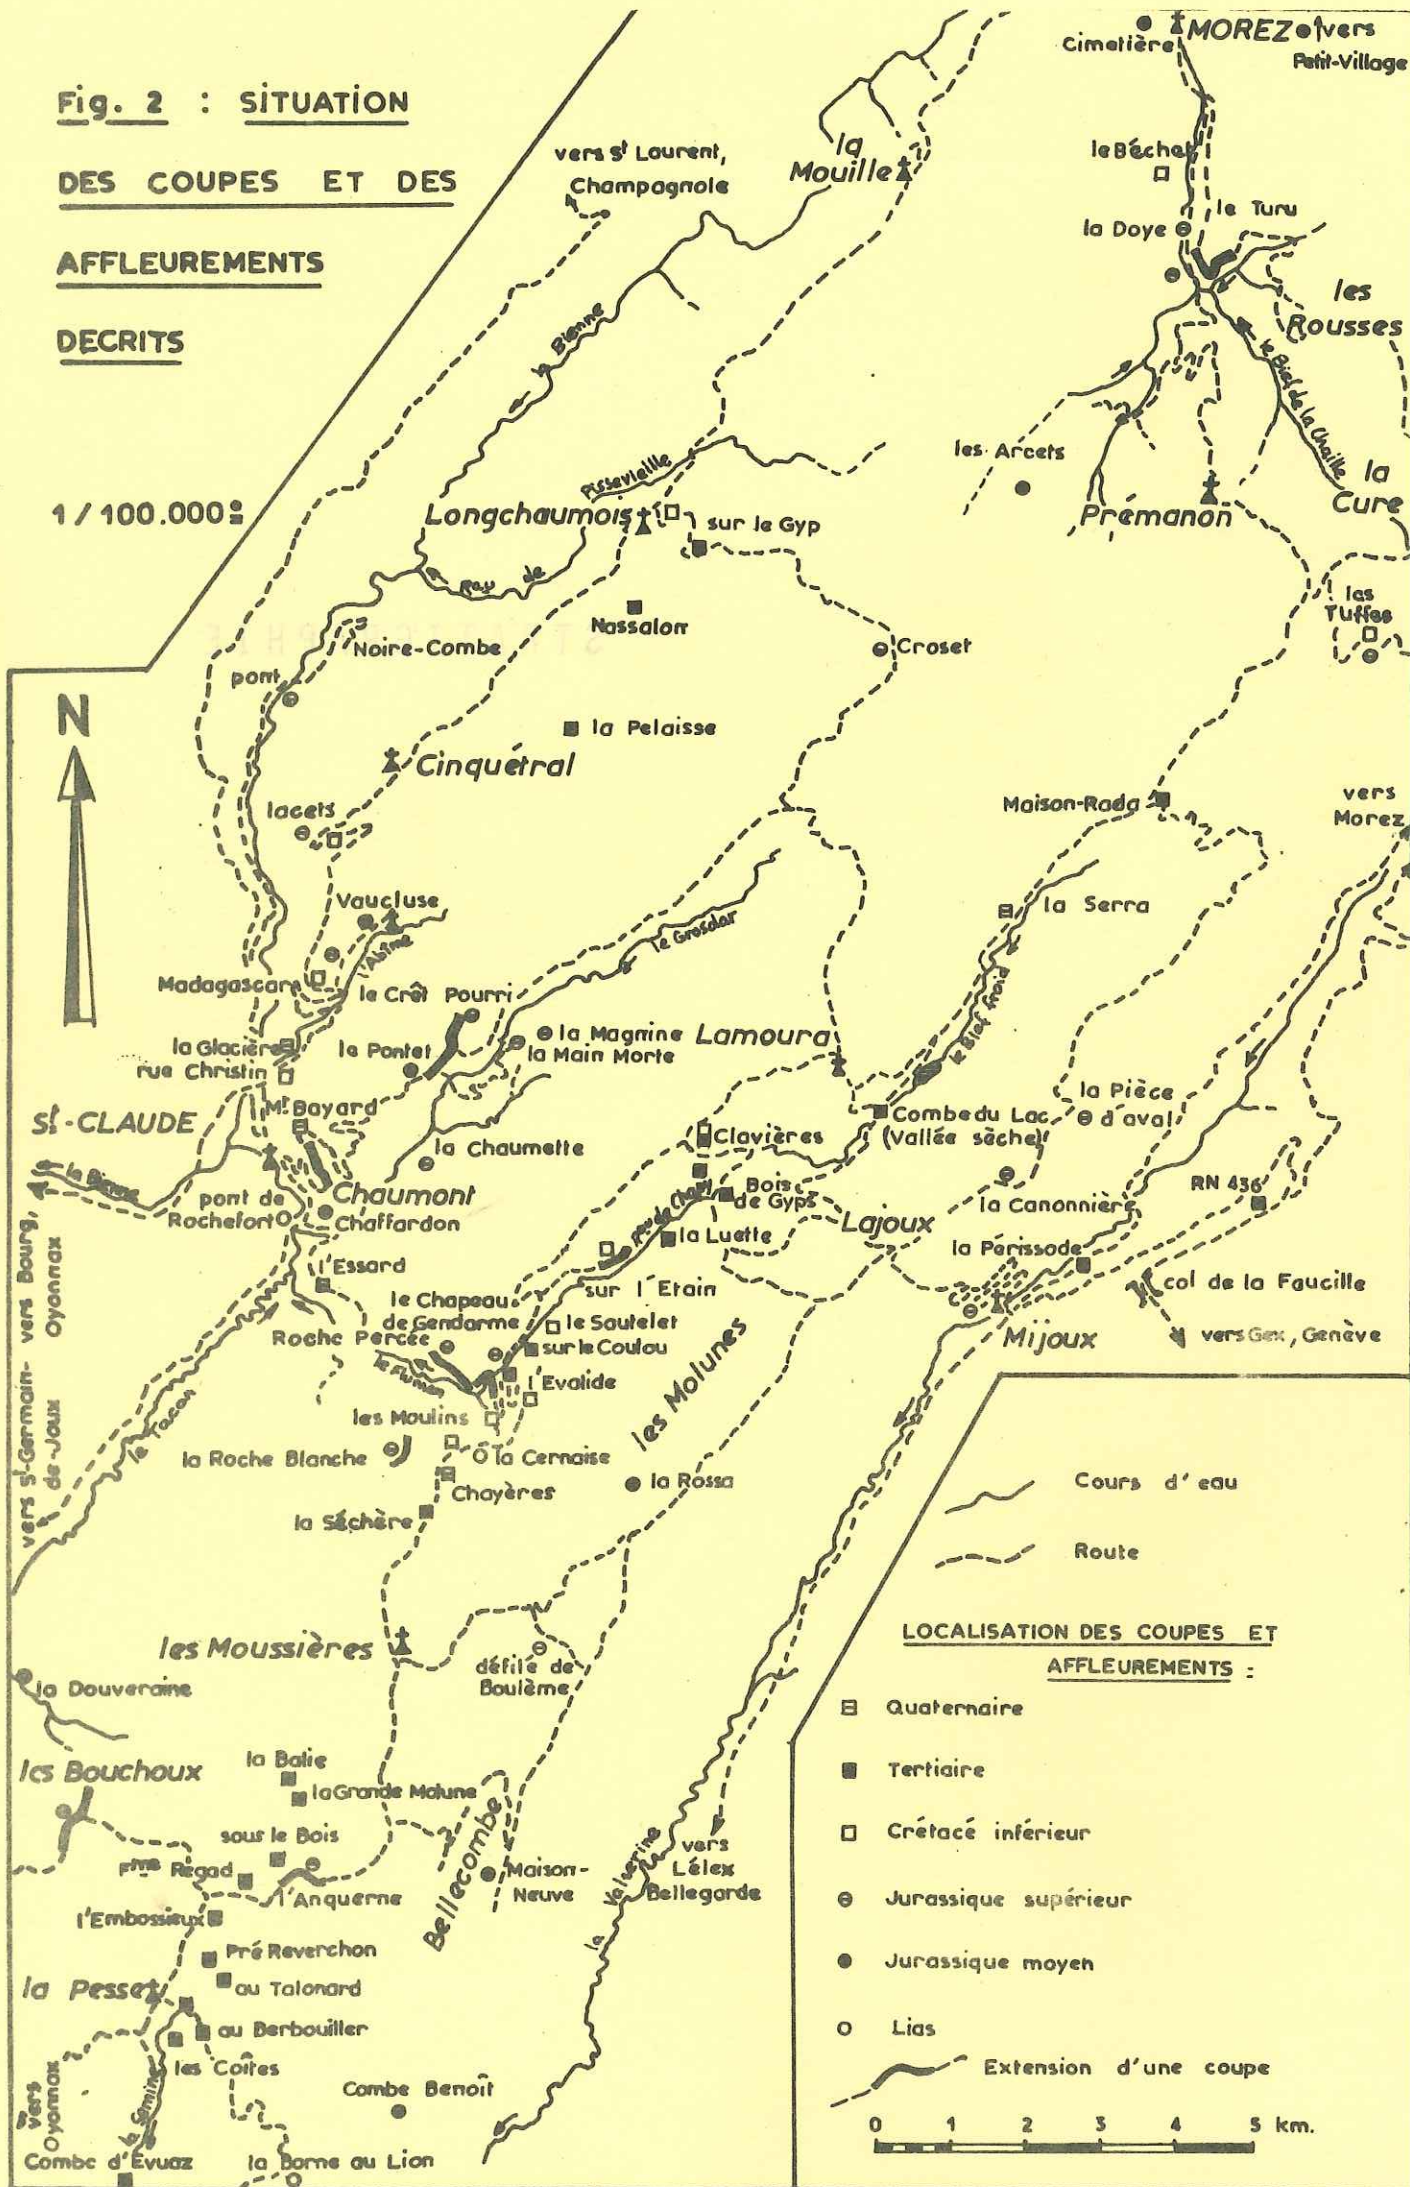 Fig. 2 : SITUATION
DES COUPES ET DES
AFFLEUREMENTS
DECRITS
1/100.000e
MOREZ
vers
Petit-Village
Cimetière
le Béchet
la Doye
le Turu
les
Rousses
le Bief de la Chaille
la
Cure
les Arcets
Prémanon
les
Tuffes
vers St Laurent,
Champagnole
la
Mouille
la Bienne
Pissevieille
Longchaumois
sur le Gyp
Rau de
Nassalon
Noire-Combe
Croset
pont
N
la Pelaisse
Cinquétral
Maison-Rada
vers
Morez
lacets
Vaucluse
l'Abîme
le Grosdar
la Serra
Madagascar
le Crêt Pourri
le Bief froid
la Glacière
le Pontet
la Magnine
Lamoura
la Main Morte
rue Christin
Mt Bayard
la Pièce
d'aval
St-CLAUDE
Combe du Lac
(Vallée sèche)
Clavières
la Chaumette
la Bienne
Chaumont
Bois
de Gyps
la Canonnière
RN 436
pont de
Rochefort
Chaffardon
Lajoux
la Luette
la Périssode
l'Essard
sur l'Etain
col de la Faucille
le Chapeau
de Gendarme
le Sautelet
Roche Percée
sur le Coulou
Mijoux
vers Gex, Genève
le Flumen
l'Evalide
les Molunes
vers St-Germain-
de-Joux
vers Bourg,
Oyonnax
le Tacon
les Moulins
la Roche Blanche
la Cernaise
la Rossa
Chayères
la Séchère
Cours d'eau
Route
les Moussières
défilé de
Boulème
la Douveraine
LOCALISATION DES COUPES ET
AFFLEUREMENTS :
Quaternaire
Tertiaire
Crétacé inférieur
Jurassique supérieur
Jurassique moyen
Lias
Extension d'une coupe
0 1 2 3 4 5 km.
les Bouchoux
la Balie
la Grande Molune
sous le Bois
Fme Regad
Bellecombe
Maison-
Neuve
la Valserine
vers
Lélex
Bellegarde
l'Anquerne
l'Embossieux
Pré Reverchon
la Pesse
au Talonard
au Berbouiller
les Coîtes
vers
Oyonnax
la Semine
Combe Benoît
Combe d'Evuaz
la Borne au Lion